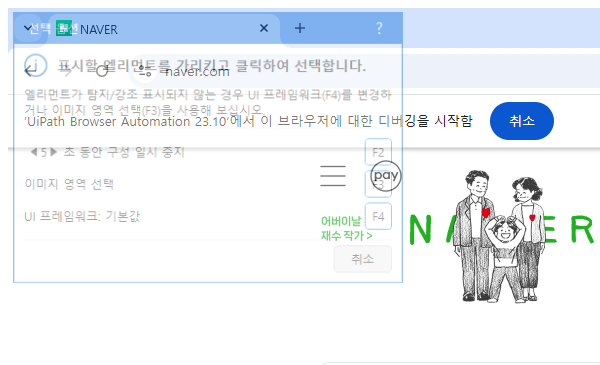 선택 옵션
NAVER
?
표시할 엘리먼트를 가리키고 클릭하여 선택합니다.
naver.com
엘리먼트가 탐지/강조 표시되지 않는 경우 UI 프레임워크(F4)를 변경하
거나 이미지 영역 선택(F3)을 사용해 보십시오.
'UiPath Browser Automation 23.10'에서 이 브라우저에 대한 디버깅을 시작함
취소
◀5▶ 초 동안 구성 일시 중지
F2
pay
이미지 영역 선택
F3
UI 프레임워크: 기본값
F4
어버이날
재수 작가 >
NAVER
취소